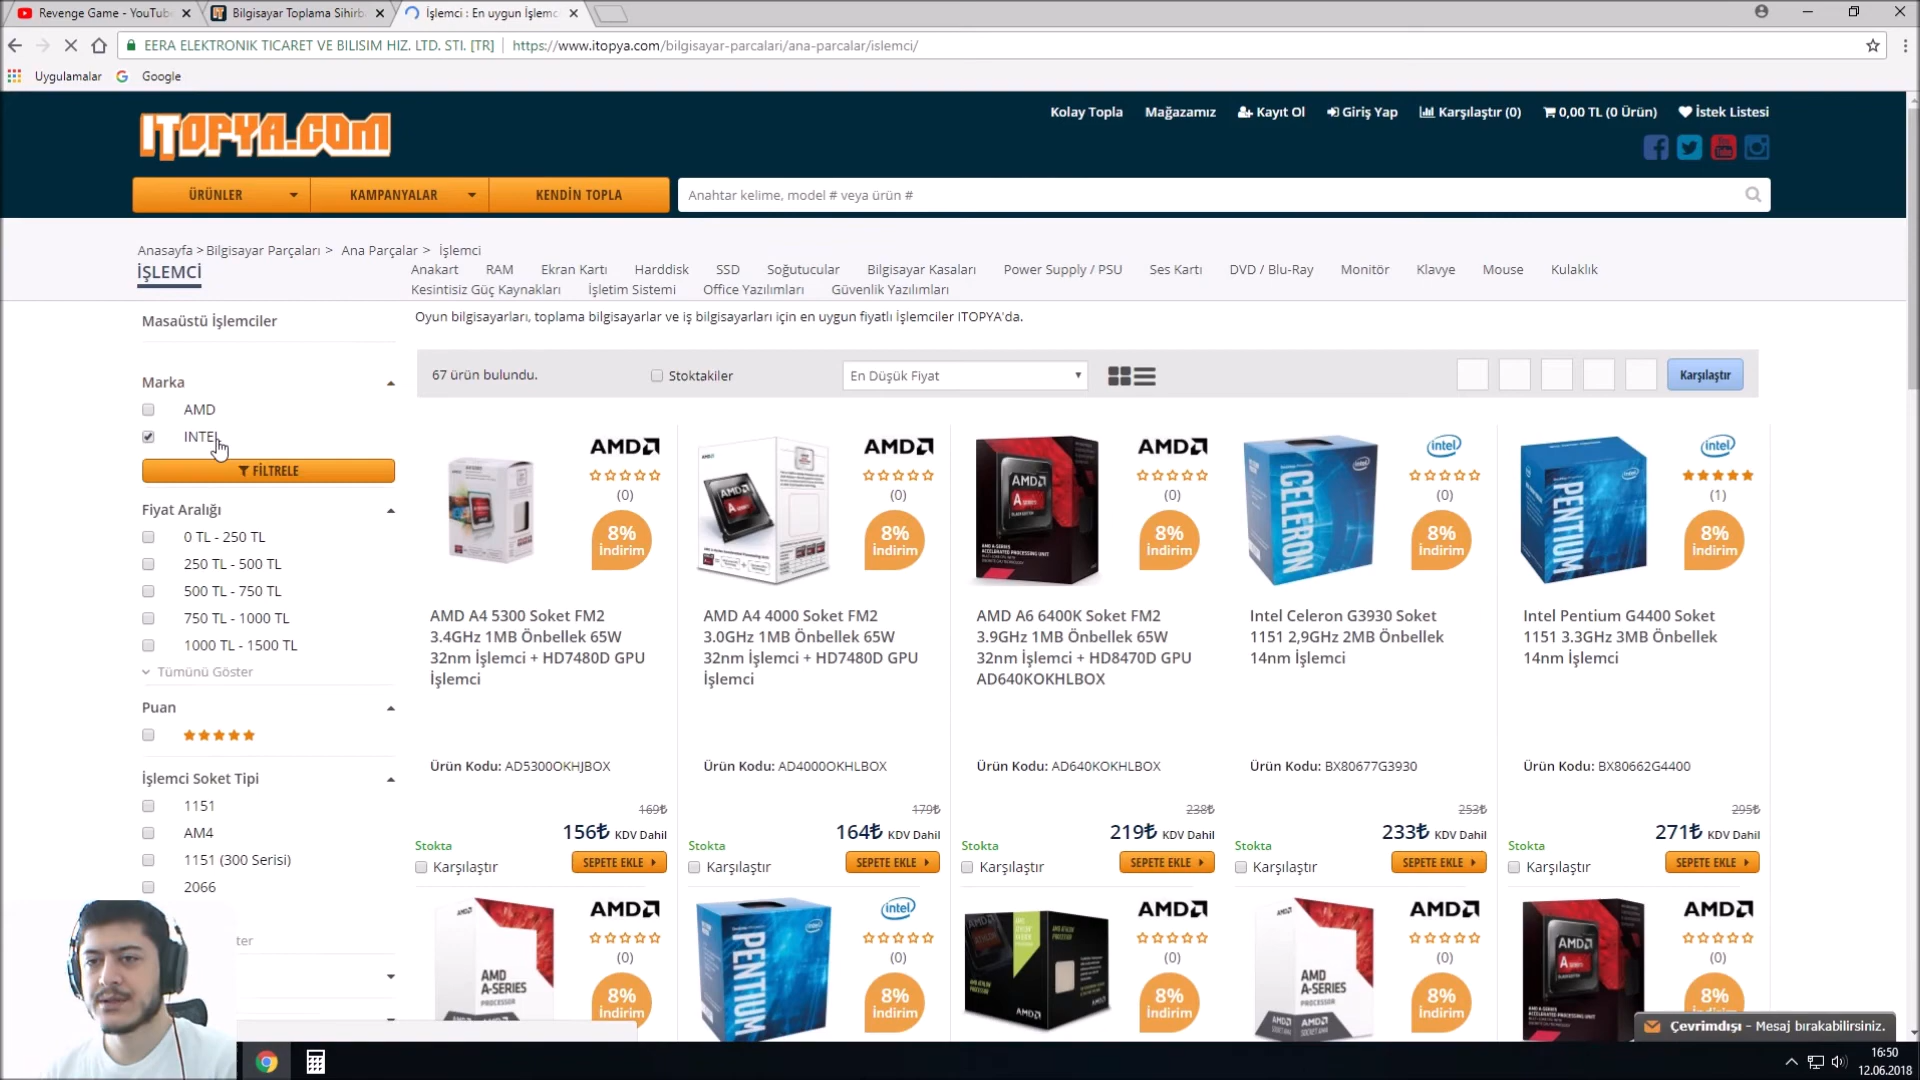 Revenge Game - YouTube
Bilgisayar Toplama Sihirb
İşlemci : En uygun İşlemc
EERA ELEKTRONIK TICARET VE BILISIM HIZ. LTD. STI. [TR]
https://www.itopya.com/bilgisayar-parcalari/ana-parcalar/islemci/
Uygulamalar
Google
ITOPYA.COM
Kolay Topla
Mağazamız
Kayıt Ol
Giriş Yap
Karşılaştır (0)
0,00 TL (0 Ürün)
İstek Listesi
ÜRÜNLER
KAMPANYALAR
KENDİN TOPLA
Anahtar kelime, model # veya ürün #
Anasayfa > Bilgisayar Parçaları > Ana Parçalar > İşlemci
İŞLEMCİ
Anakart RAM Ekran Kartı Harddisk SSD Soğutucular Bilgisayar Kasaları Power Supply / PSU Ses Kartı DVD / Blu-Ray Monitör Klavye Mouse Kulaklık
Kesintisiz Güç Kaynakları İşletim Sistemi Office Yazılımları Güvenlik Yazılımları
Masaüstü İşlemciler
Oyun bilgisayarları, toplama bilgisayarlar ve iş bilgisayarları için en uygun fiyatlı İşlemciler ITOPYA'da.
67 ürün bulundu.
Stoktakiler
En Düşük Fiyat
Karşılaştır
Marka
AMD
INTEL
FİLTRELE
Fiyat Aralığı
0 TL - 250 TL
250 TL - 500 TL
500 TL - 750 TL
750 TL - 1000 TL
1000 TL - 1500 TL
Tümünü Göster
Puan
İşlemci Soket Tipi
1151
AM4
1151 (300 Serisi)
2066
ter
AMD
(0)
8%
İndirim
AMD A4 5300 Soket FM2
3.4GHz 1MB Önbellek 65W
32nm İşlemci + HD7480D GPU
İşlemci
Ürün Kodu: AD5300OKHJBOX
169₺
156₺ KDV Dahil
Stokta
Karşılaştır
SEPETE EKLE
AMD
(0)
8%
İndirim
AMD A4 4000 Soket FM2
3.0GHz 1MB Önbellek 65W
32nm İşlemci + HD7480D GPU
İşlemci
Ürün Kodu: AD4000OKHLBOX
179₺
164₺ KDV Dahil
Stokta
Karşılaştır
SEPETE EKLE
AMD
(0)
8%
İndirim
AMD A6 6400K Soket FM2
3.9GHz 1MB Önbellek 65W
32nm İşlemci + HD8470D GPU
AD640KOKHLBOX
Ürün Kodu: AD640KOKHLBOX
238₺
219₺ KDV Dahil
Stokta
Karşılaştır
SEPETE EKLE
CELERON
intel
(0)
8%
İndirim
Intel Celeron G3930 Soket
1151 2,9GHz 2MB Önbellek
14nm İşlemci
Ürün Kodu: BX80677G3930
253₺
233₺ KDV Dahil
Stokta
Karşılaştır
SEPETE EKLE
PENTIUM
intel
(1)
8%
İndirim
Intel Pentium G4400 Soket
1151 3.3GHz 3MB Önbellek
14nm İşlemci
Ürün Kodu: BX80662G4400
295₺
271₺ KDV Dahil
Stokta
Karşılaştır
SEPETE EKLE
AMD
A-SERIES
PROCESSOR
AMD
(0)
8%
İndirim
PENTIUM
intel
(0)
8%
İndirim
AMD
AMD
(0)
8%
İndirim
AMD
A-SERIES
PROCESSOR
AMD
(0)
8%
İndirim
AMD
AMD
(0)
8%
İndirim
Çevrimdışı - Mesaj bırakabilirsiniz.
16:50
12.06.2018